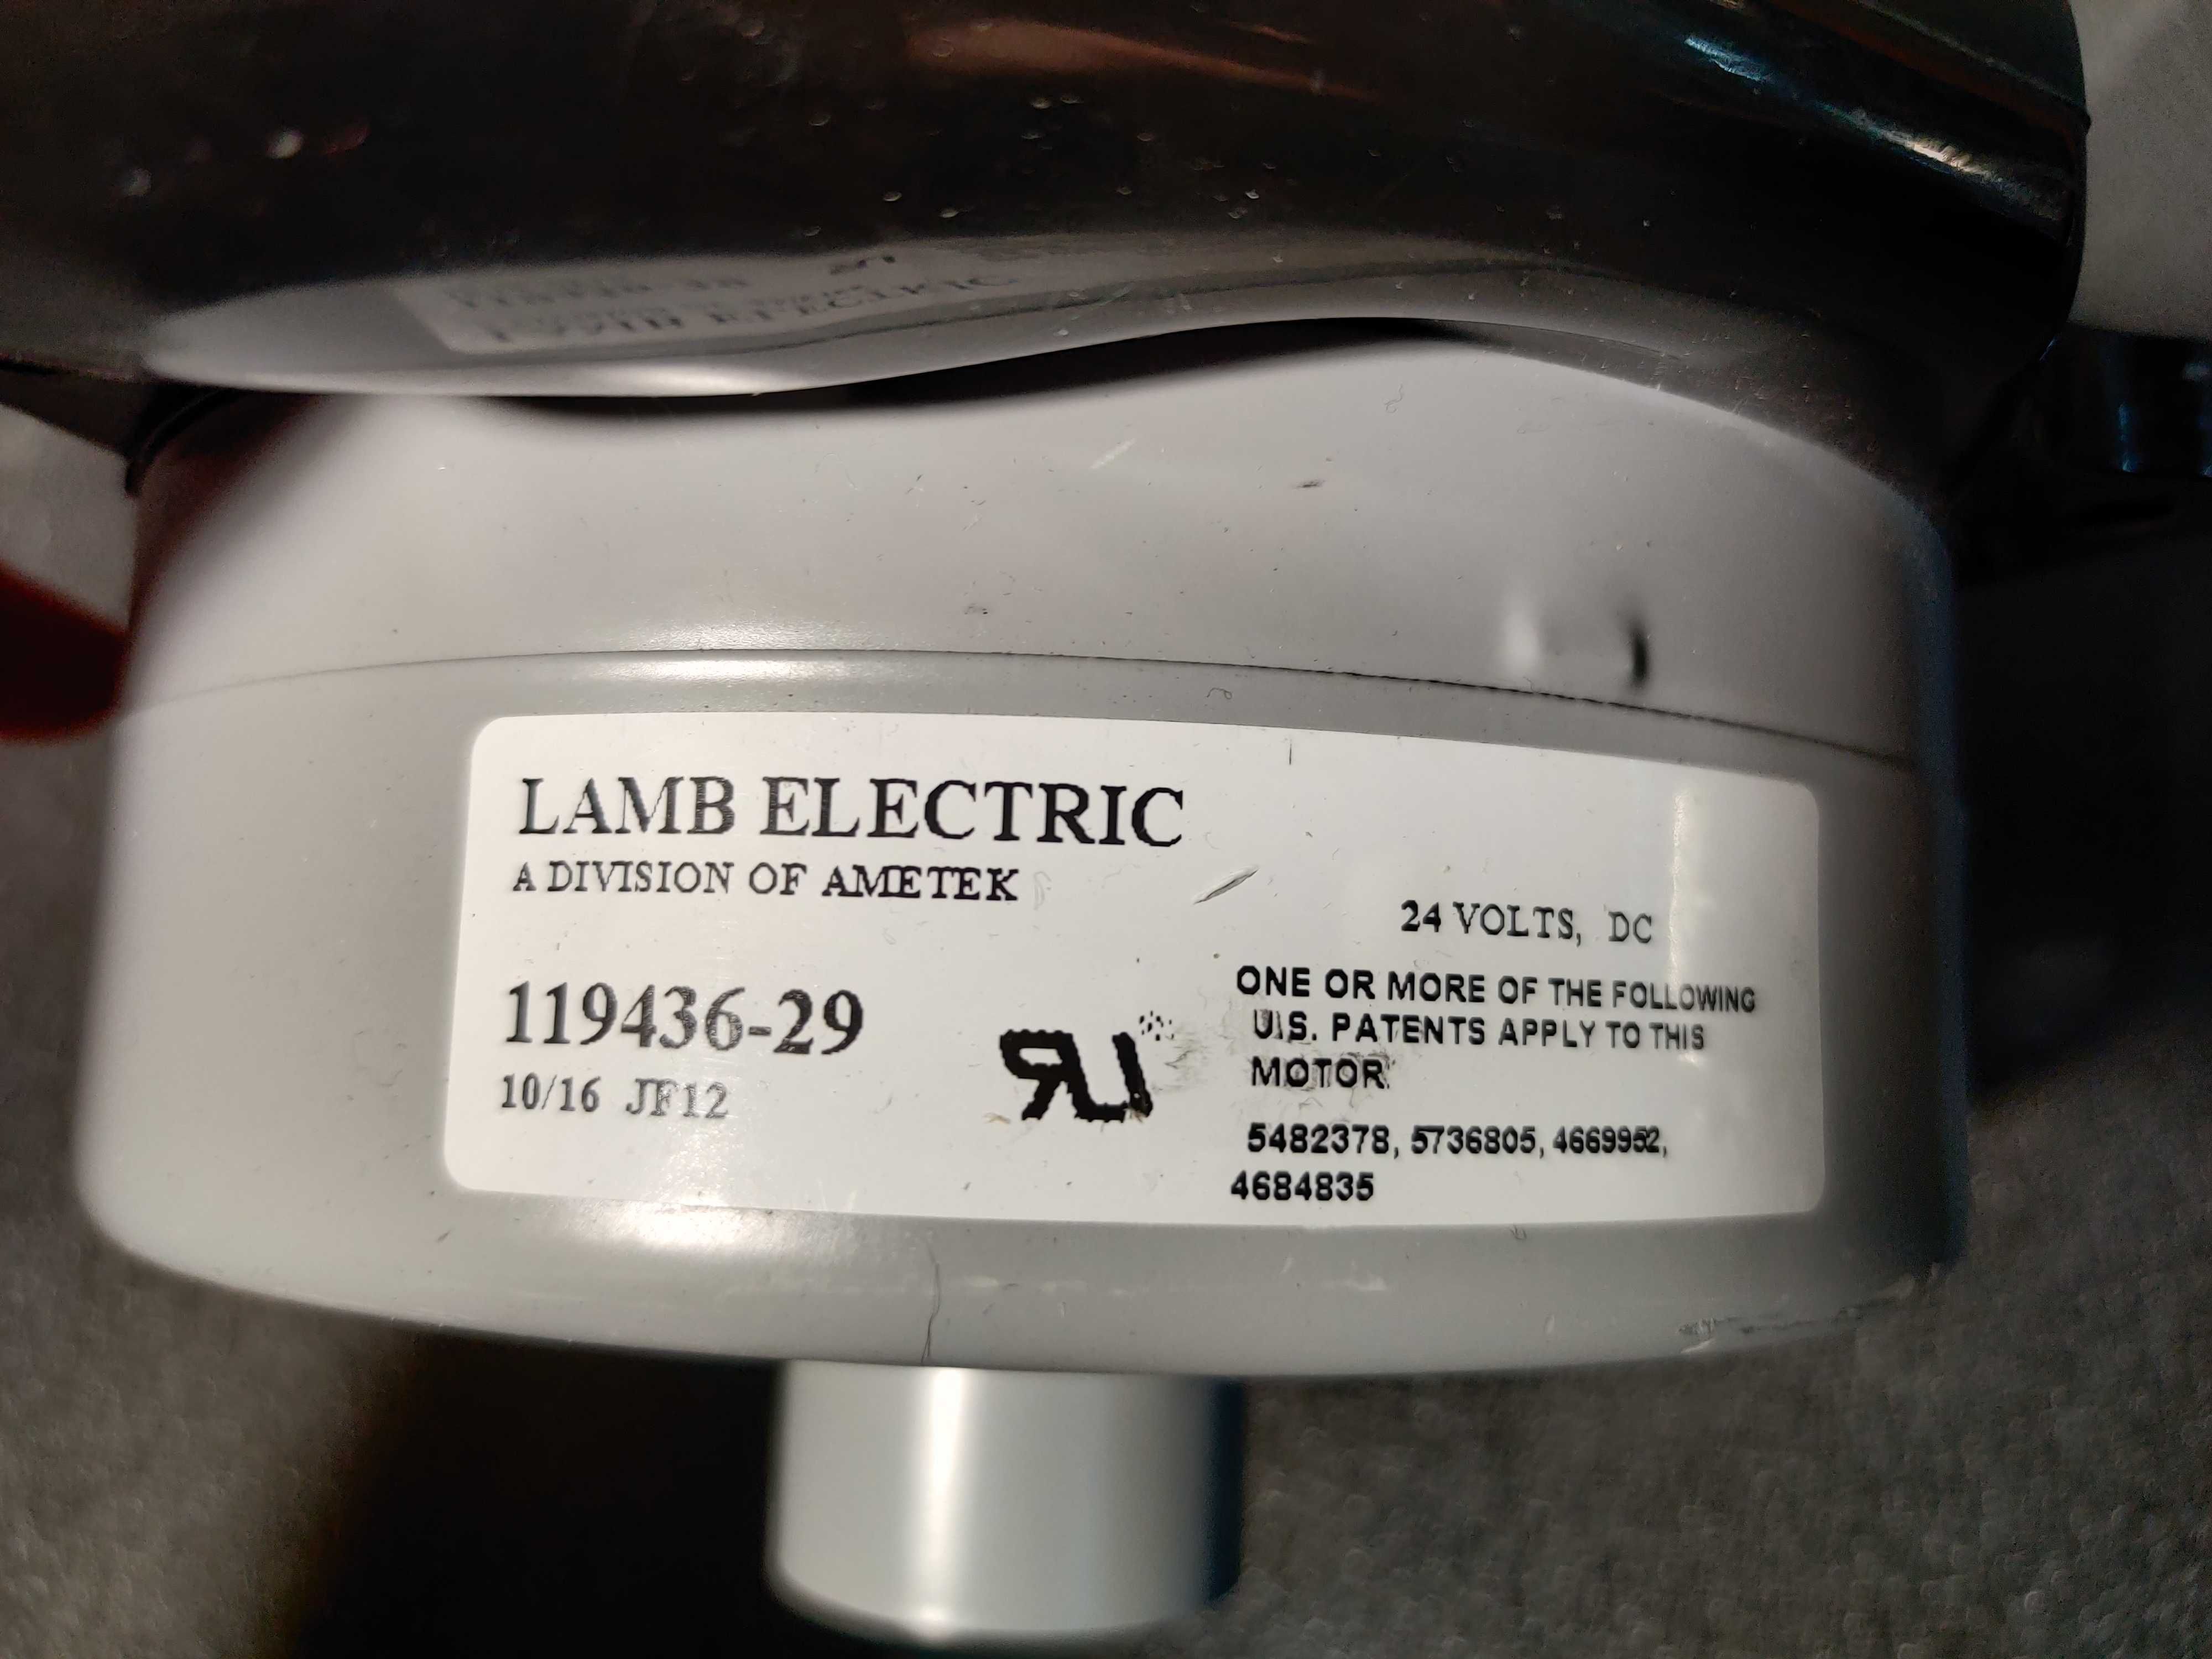 LAMB ELECTRIC
A DIVISION OF AMETEK
119436-29
10/16 JF12
24 VOLTS, DC
ONE OR MORE OF THE FOLLOWING
U.S. PATENTS APPLY TO THIS
MOTOR
5482378, 5736805, 4669952,
4684835